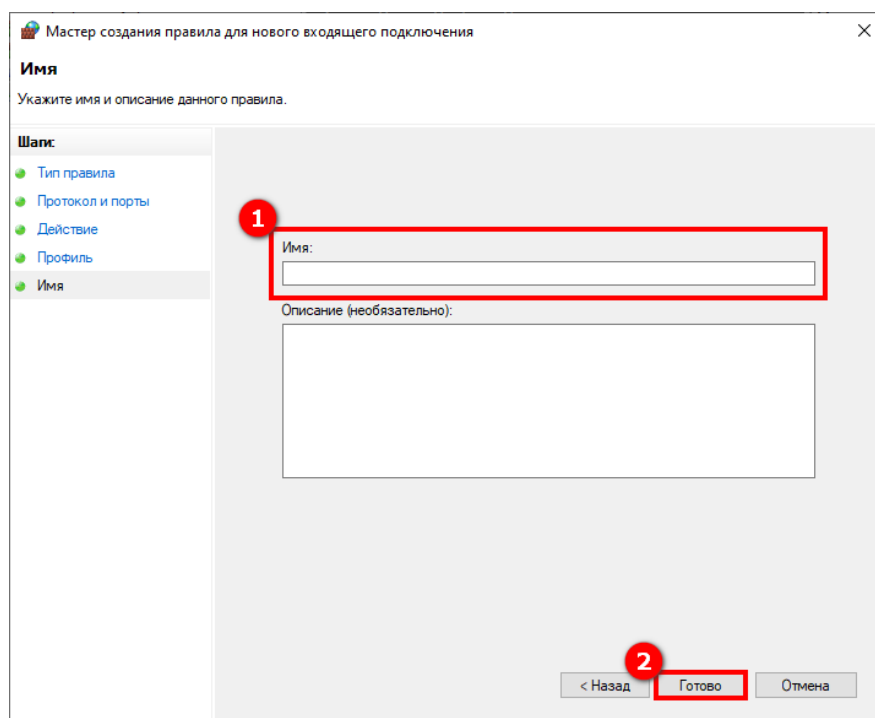 Мастер создания правила для нового входящего подключения
Имя
Укажите имя и описание данного правила.
Шаги:
Тип правила
Протокол и порты
Действие
Профиль
Имя
1
Имя:
Описание (необязательно):
2
< Назад
Готово
Отмена